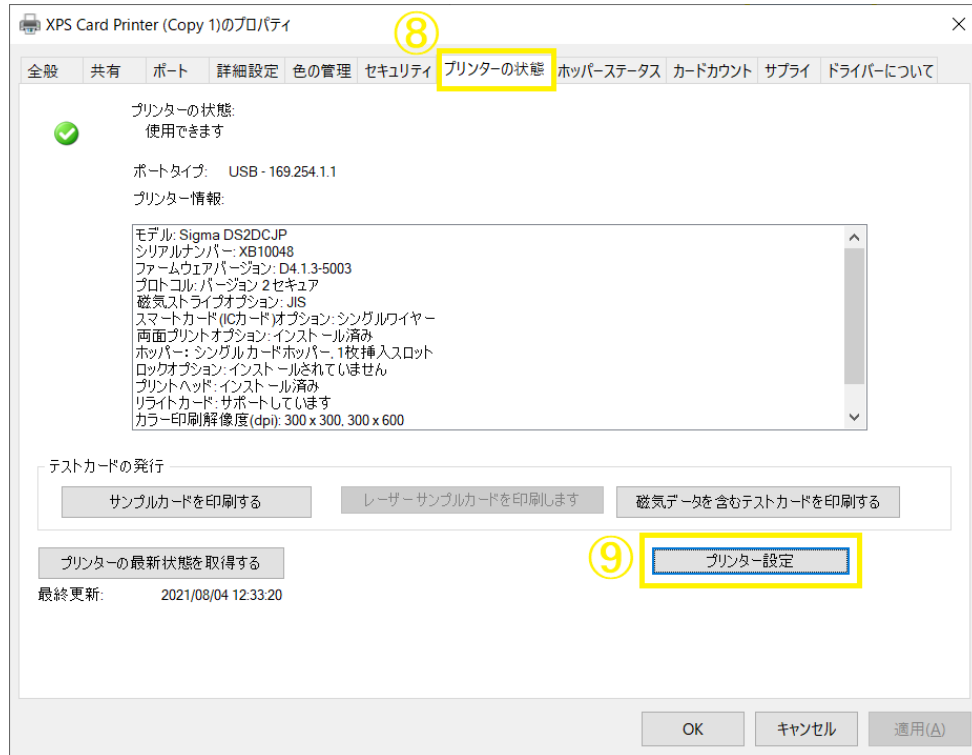 XPS Card Printer (Copy 1)のプロパティ
⑧
全般 共有 ポート 詳細設定 色の管理 セキュリティ プリンターの状態 ホッパーステータス カードカウント サプライ ドライバーについて
プリンターの状態:
使用できます
ポートタイプ: USB - 169.254.1.1
プリンター情報:
モデル: Sigma DS2DCJP
シリアルナンバー: XB10048
ファームウェアバージョン: D4.1.3-5003
プロトコル: バージョン 2 セキュア
磁気ストライプオプション: JIS
スマートカード(ICカード)オプション: シングルワイヤー
両面プリントオプション: インストール済み
ホッパー: シングルカードホッパー, 1枚挿入スロット
ロックオプション: インストールされていません
プリントヘッド: インストール済み
リライトカード: サポートしています
カラー印刷解像度(dpi): 300 x 300, 300 x 600
テストカードの発行
サンプルカードを印刷する レーザーサンプルカードを印刷します 磁気データを含むテストカードを印刷する
プリンターの最新状態を取得する ⑨ プリンター設定
最終更新: 2021/08/04 12:33:20
OK キャンセル 適用(A)